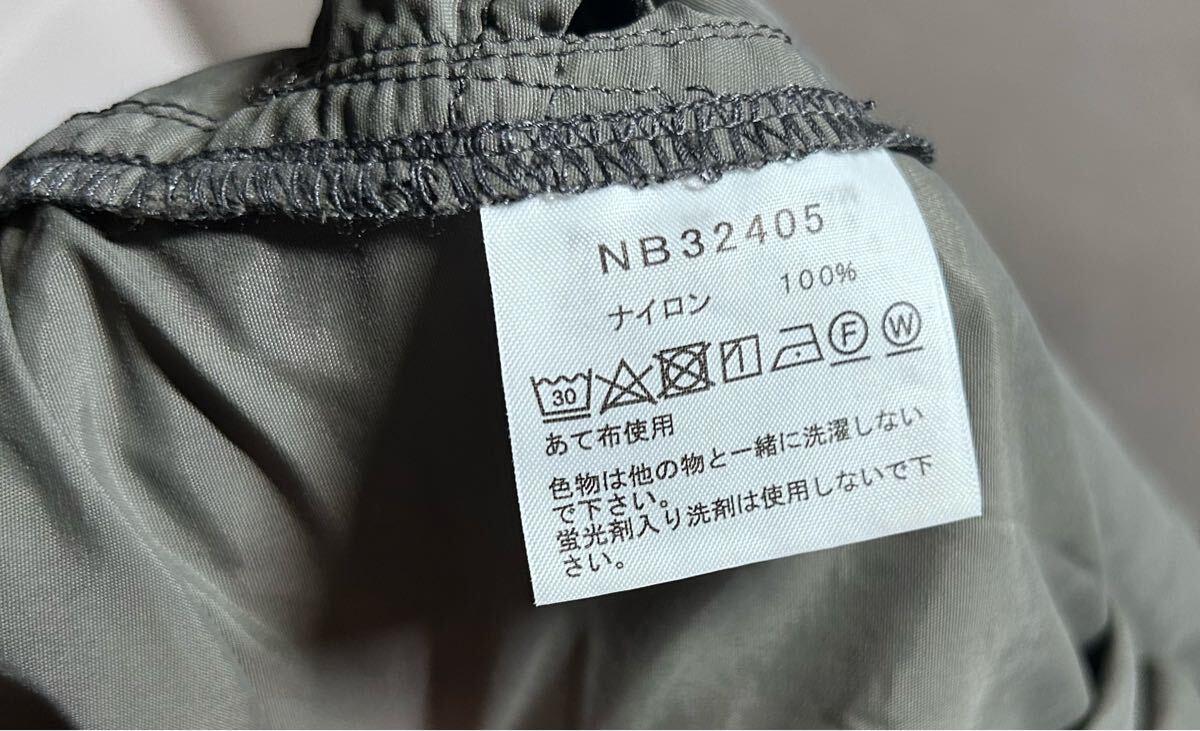 NB32405
ナイロン 100%
30 F W
あて布使用
色物は他の物と一緒に洗濯しない
で下さい。
蛍光剤入り洗剤は使用しないで下
さい。